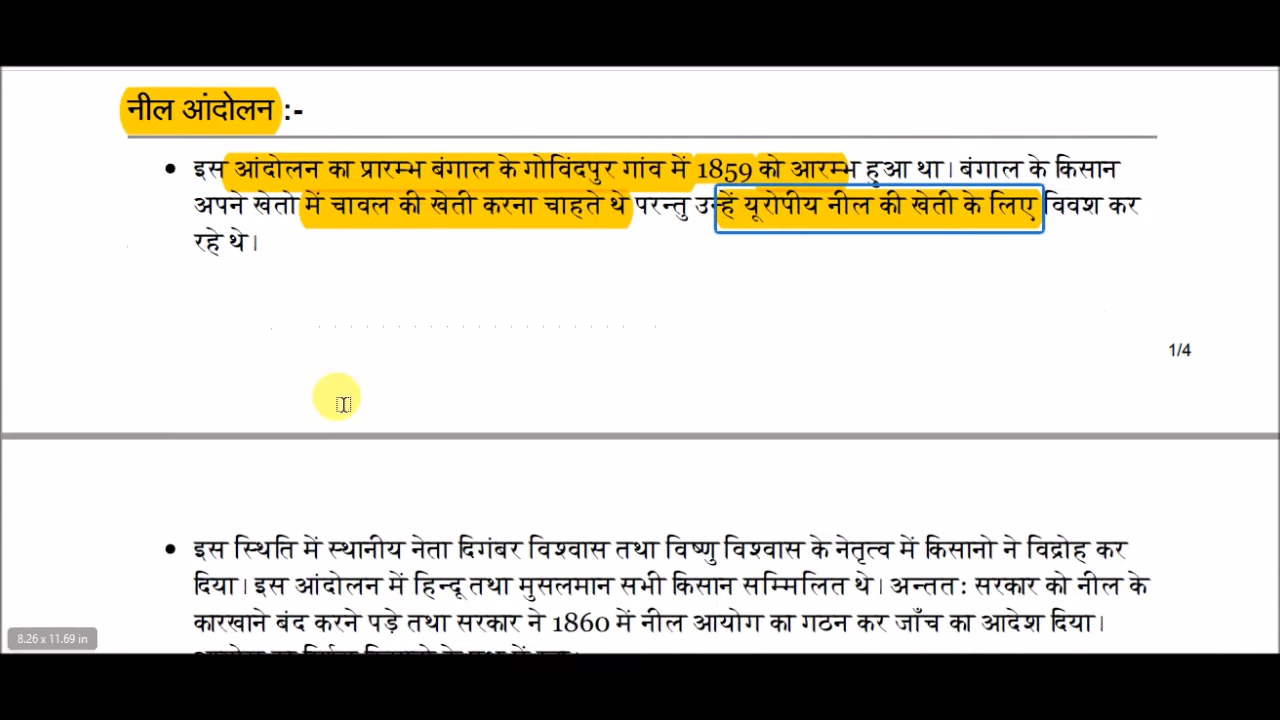 नील आंदोलन :-
इस आंदोलन का प्रारम्भ बंगाल के गोविंदपुर गांव में 1859 को आरम्भ हुआ था। बंगाल के किसान
अपने खेतो में चावल की खेती करना चाहते थे परन्तु उन्हें यूरोपीय नील की खेती के लिए विवश कर
रहे थे।
1/4
इस स्थिति में स्थानीय नेता दिगंबर विश्वास तथा विष्णु विश्वास के नेतृत्व में किसानो ने विद्रोह कर
दिया। इस आंदोलन में हिन्दू तथा मुसलमान सभी किसान सम्मिलित थे। अन्ततः सरकार को नील के
कारखाने बंद करने पड़े तथा सरकार ने 1860 में नील आयोग का गठन कर जाँच का आदेश दिया।
8.26 x 11.69 in